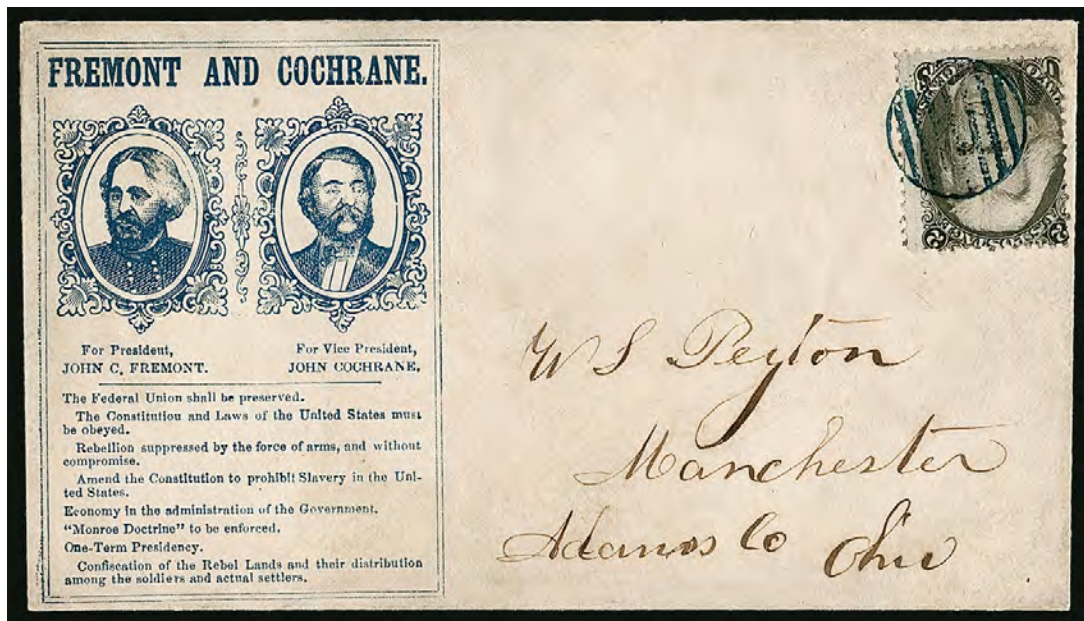 FREMONT AND COCHRANE.
For President,
JOHN C. FREMONT.
For Vice President,
JOHN COCHRANE,
The Federal Union shall be preserved.
The Constitution and Laws of the United States must
be obeyed.
Rebellion suppressed by the force of arms, and without
compromise.
Amend the Constitution to prohibit Slavery in the Uni-
ted States.
Economy in the administration of the Government.
"Monroe Doctrine" to be enforced.
One-Term Presidency.
Confiscation of the Rebel Lands and their distribution
among the soldiers and actual settlers.
W S Peyton
Manchester
Adams Co Ohio